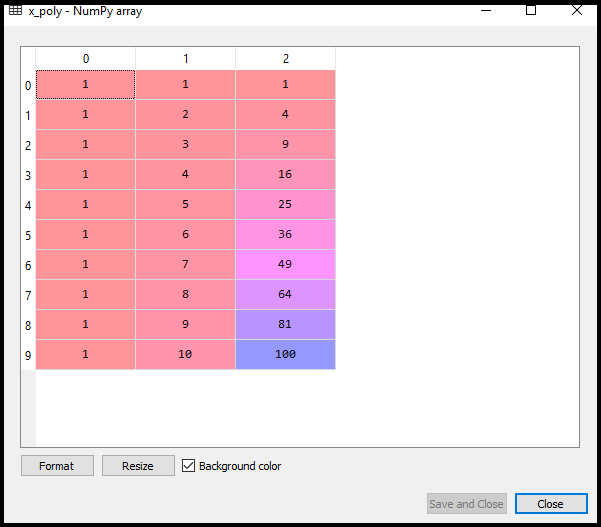 x_poly - NumPy array
0 1 2
0 1 1 1
1 1 2 4
2 1 3 9
3 1 4 16
4 1 5 25
5 1 6 36
6 1 7 49
7 1 8 64
8 1 9 81
9 1 10 100
Format Resize Background color
Save and Close Close